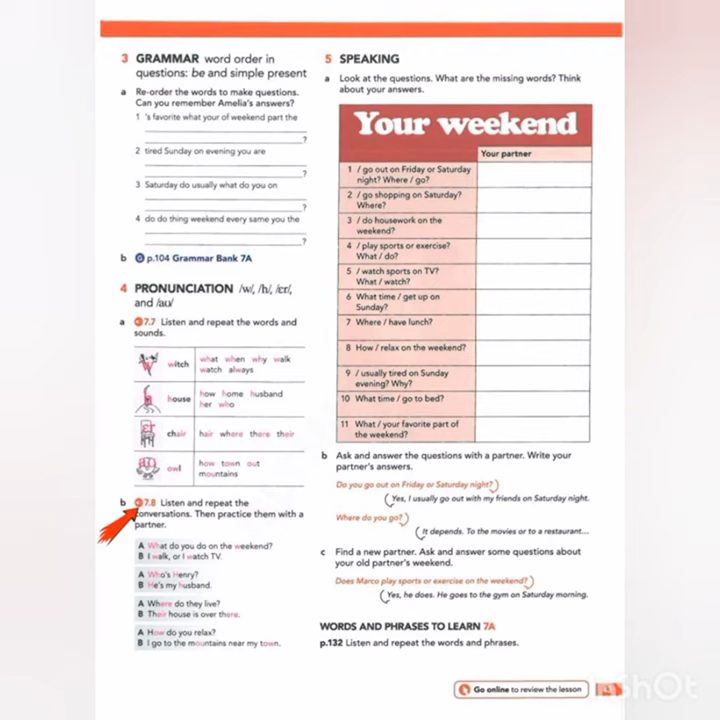 3 GRAMMAR word order in
questions: be and simple present
a Re-order the words to make questions.
Can you remember Amelia's answers?
1 's favorite what your of weekend part the
?
2 tired Sunday on evening you are
?
3 Saturday do usually what do you on
?
4 do do thing weekend every same you the
?
b G p.104 Grammar Bank 7A
4 PRONUNCIATION /w/, /h/, /ɛr/,
and /aʊ/
a 7.7 Listen and repeat the words and
sounds.
witch
what when why walk
watch always
house
how home husband
her who
ɛr
chair
hair where there their
aʊ
owl
how town out
mountains
b 7.8 Listen and repeat the
conversations. Then practice them with a
partner.
A What do you do on the weekend?
B I walk, or I watch TV.
A Who's Henry?
B He's my husband.
A Where do they live?
B Their house is over there.
A How do you relax?
B I go to the mountains near my town.
5 SPEAKING
a Look at the questions. What are the missing words? Think
about your answers.
Your weekend
Your partner
1 / go out on Friday or Saturday
night? Where / go?
2 / go shopping on Saturday?
Where?
3 / do housework on the
weekend?
4 / play sports or exercise?
What / do?
5 / watch sports on TV?
What / watch?
6 What time / get up on
Sunday?
7 Where / have lunch?
8 How / relax on the weekend?
9 / usually tired on Sunday
evening? Why?
10 What time / go to bed?
11 What / your favorite part of
the weekend?
b Ask and answer the questions with a partner. Write your
partner's answers.
Do you go out on Friday or Saturday night?
Yes, I usually go out with my friends on Saturday night.
Where do you go?
It depends. To the movies or to a restaurant...
c Find a new partner. Ask and answer some questions about
your old partner's weekend.
Does Marco play sports or exercise on the weekend?
Yes, he does. He goes to the gym on Saturday morning.
WORDS AND PHRASES TO LEARN 7A
p.132 Listen and repeat the words and phrases.
Go online to review the lesson